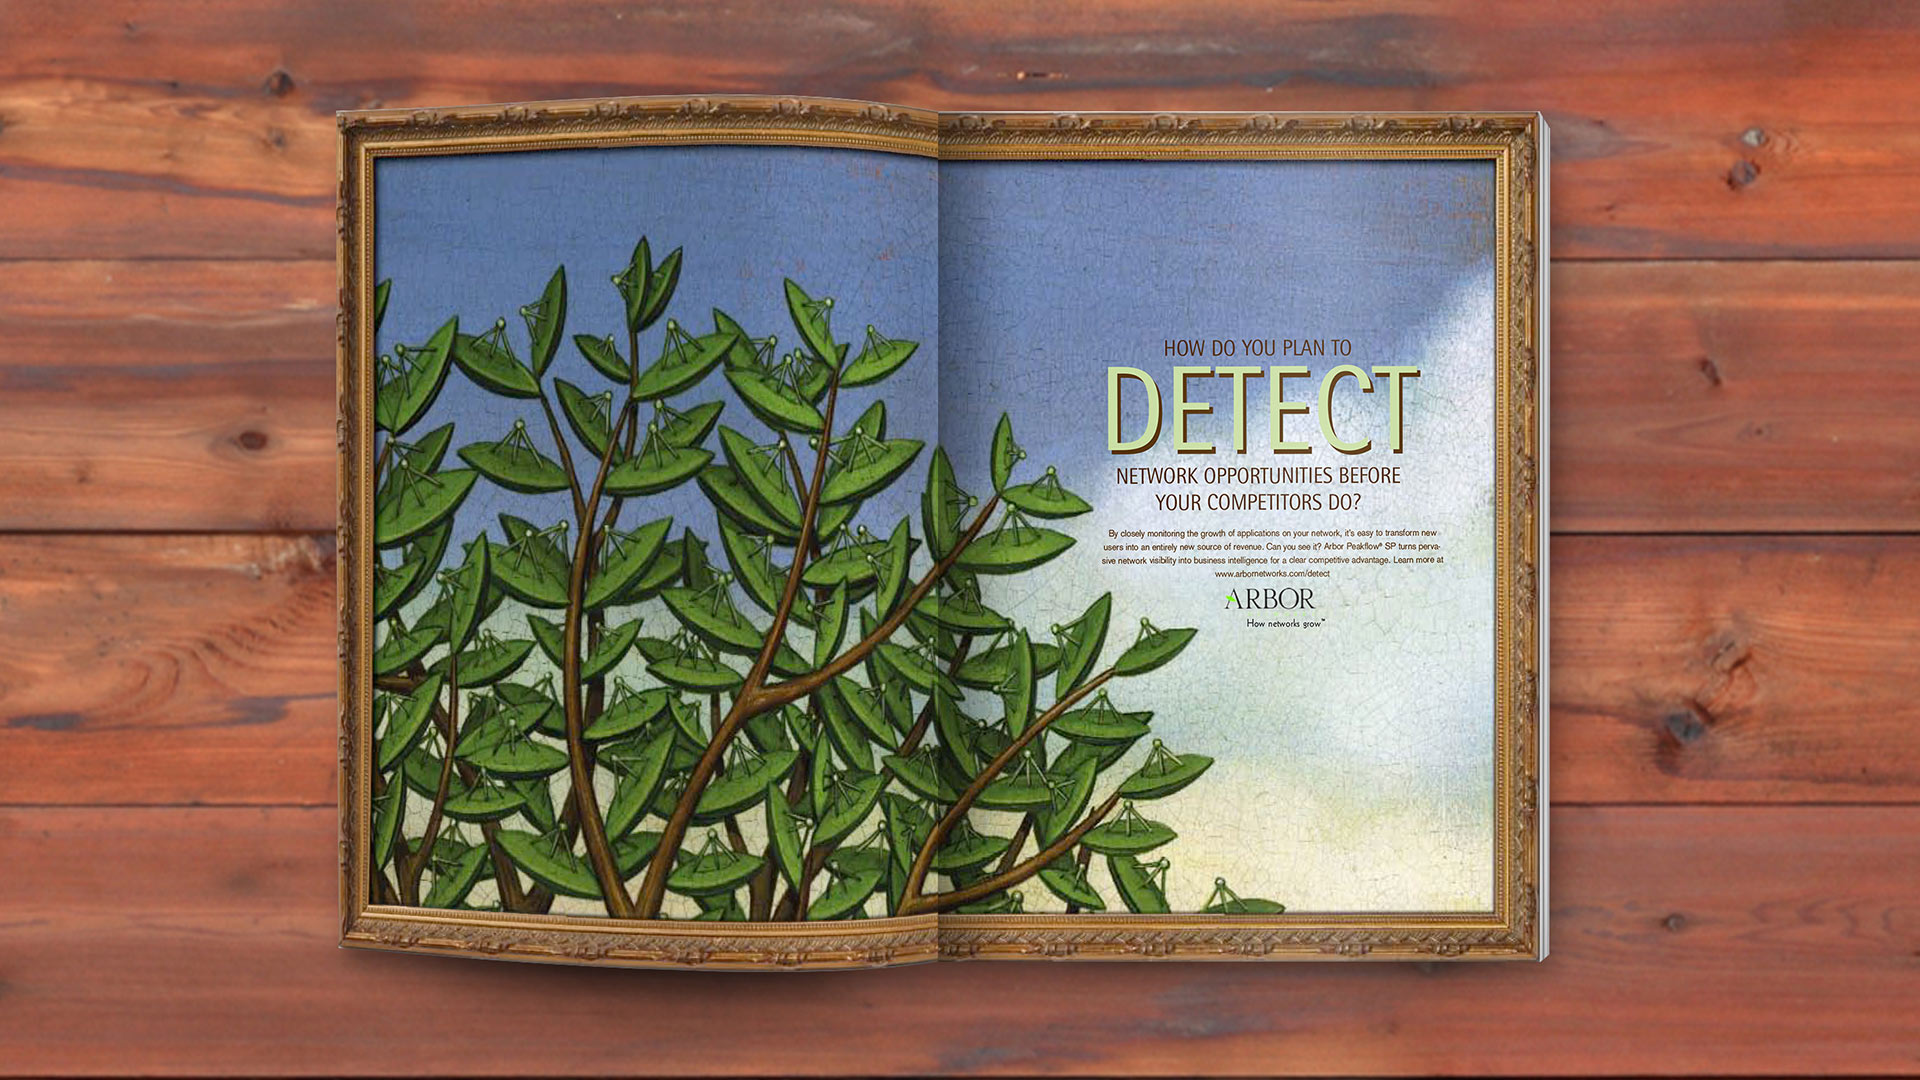 HOW DO YOU PLAN TO
DETECT
NETWORK OPPORTUNITIES BEFORE
YOUR COMPETITORS DO?
By closely monitoring the growth of applications on your network, it's easy to transform new
users into an entirely new source of revenue. Can you see it? Arbor Peakflow® SP turns perva-
sive network visibility into business intelligence for a clear competitive advantage. Learn more at
www.arbornetworks.com/detect
ARBOR
How networks grow™